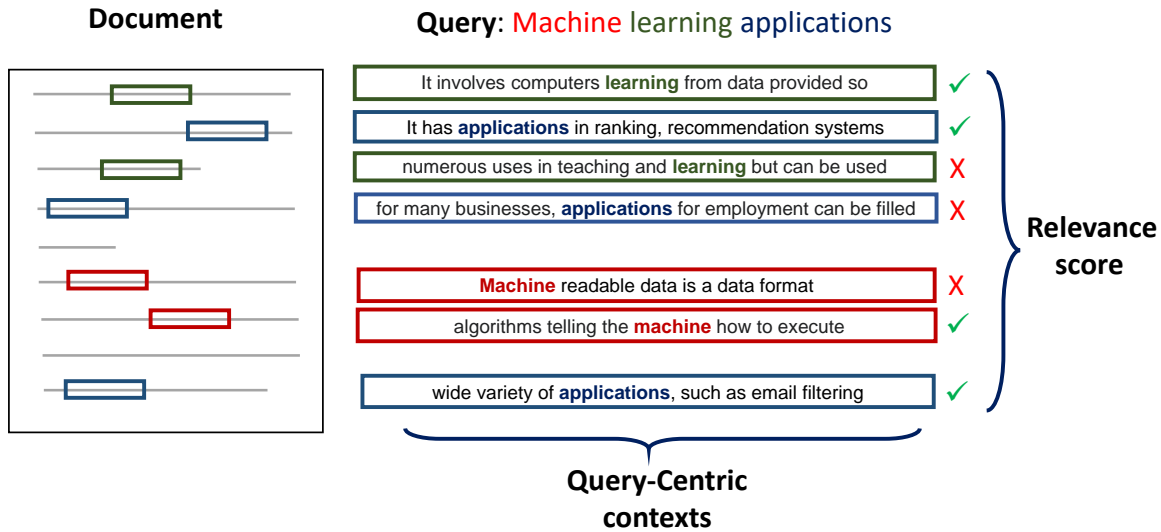 Document
Query: Machine learning applications
It involves computers learning from data provided so ✓
It has applications in ranking, recommendation systems ✓
numerous uses in teaching and learning but can be used X
for many businesses, applications for employment can be filled X
Machine readable data is a data format X
algorithms telling the machine how to execute ✓
wide variety of applications, such as email filtering ✓
Relevance
score
Query-Centric
contexts